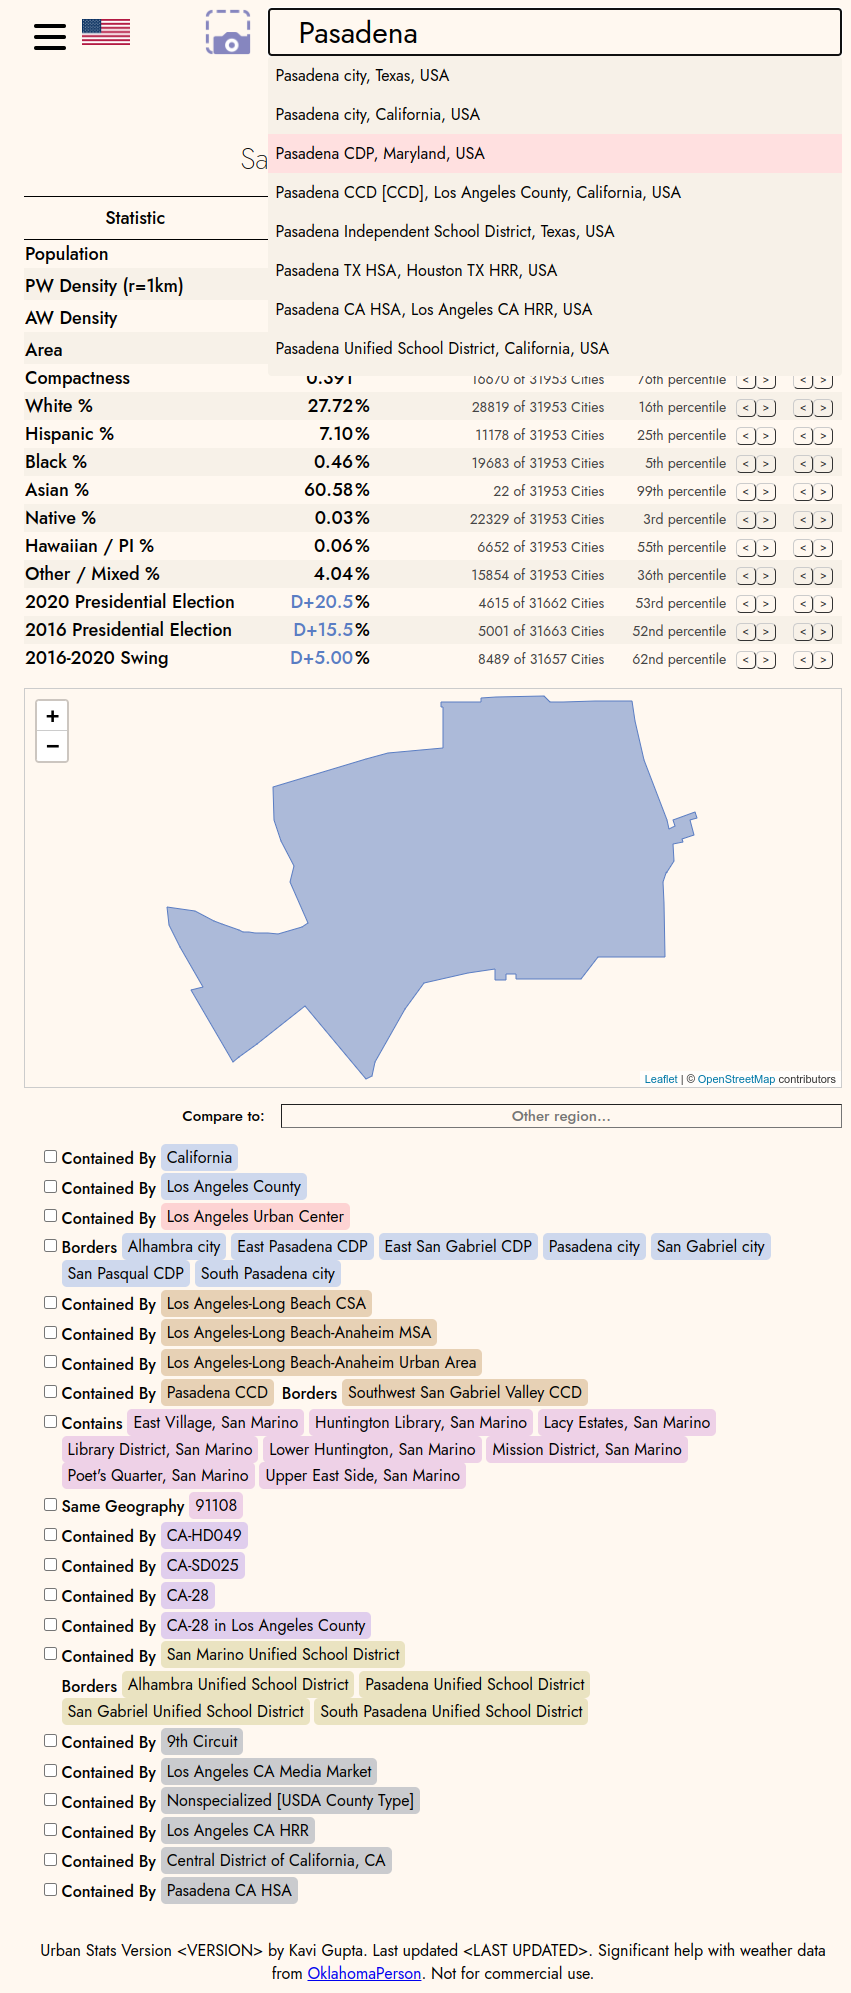 Pasadena
Pasadena city, Texas, USA
Pasadena city, California, USA
Pasadena CDP, Maryland, USA
Pasadena CCD [CCD], Los Angeles County, California, USA
Pasadena Independent School District, Texas, USA
Pasadena TX HSA, Houston TX HRR, USA
Pasadena CA HSA, Los Angeles CA HRR, USA
Pasadena Unified School District, California, USA
Sa
Statistic
Population
PW Density (r=1km)
AW Density
Area
Compactness 0.391 16670 of 31953 Cities 76th percentile < > < >
White % 27.72% 28819 of 31953 Cities 16th percentile < > < >
Hispanic % 7.10% 11178 of 31953 Cities 25th percentile < > < >
Black % 0.46% 19683 of 31953 Cities 5th percentile < > < >
Asian % 60.58% 22 of 31953 Cities 99th percentile < > < >
Native % 0.03% 22329 of 31953 Cities 3rd percentile < > < >
Hawaiian / PI % 0.06% 6652 of 31953 Cities 55th percentile < > < >
Other / Mixed % 4.04% 15854 of 31953 Cities 36th percentile < > < >
2020 Presidential Election D+20.5% 4615 of 31662 Cities 53rd percentile < > < >
2016 Presidential Election D+15.5% 5001 of 31663 Cities 52nd percentile < > < >
2016-2020 Swing D+5.00% 8489 of 31657 Cities 62nd percentile < > < >
+
−
Leaflet | © OpenStreetMap contributors
Compare to: Other region...
Contained By California
Contained By Los Angeles County
Contained By Los Angeles Urban Center
Borders Alhambra city East Pasadena CDP East San Gabriel CDP Pasadena city San Gabriel city
San Pasqual CDP South Pasadena city
Contained By Los Angeles-Long Beach CSA
Contained By Los Angeles-Long Beach-Anaheim MSA
Contained By Los Angeles-Long Beach-Anaheim Urban Area
Contained By Pasadena CCD Borders Southwest San Gabriel Valley CCD
Contains East Village, San Marino Huntington Library, San Marino Lacy Estates, San Marino
Library District, San Marino Lower Huntington, San Marino Mission District, San Marino
Poet's Quarter, San Marino Upper East Side, San Marino
Same Geography 91108
Contained By CA-HD049
Contained By CA-SD025
Contained By CA-28
Contained By CA-28 in Los Angeles County
Contained By San Marino Unified School District
Borders Alhambra Unified School District Pasadena Unified School District
San Gabriel Unified School District South Pasadena Unified School District
Contained By 9th Circuit
Contained By Los Angeles CA Media Market
Contained By Nonspecialized [USDA County Type]
Contained By Los Angeles CA HRR
Contained By Central District of California, CA
Contained By Pasadena CA HSA
Urban Stats Version <VERSION> by Kavi Gupta. Last updated <LAST UPDATED>. Significant help with weather data
from OklahomaPerson. Not for commercial use.